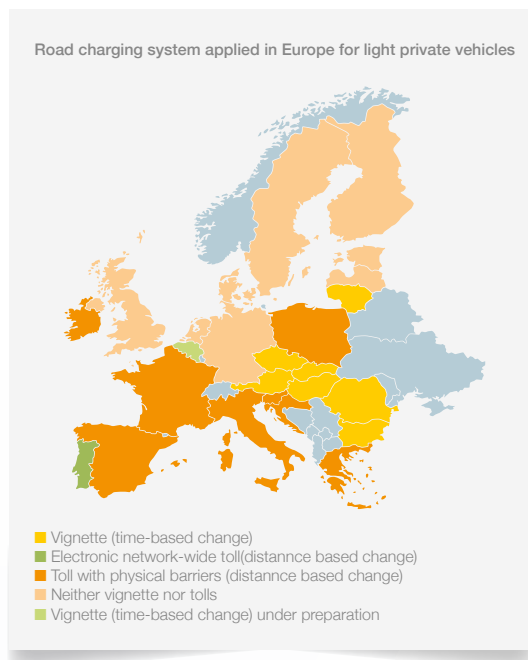 Road charging system applied in Europe for light private vehicles
Vignette (time-based change)
Electronic network-wide toll(distannce based change)
Toll with physical barriers (distannce based change)
Neither vignette nor tolls
Vignette (time-based change) under preparation